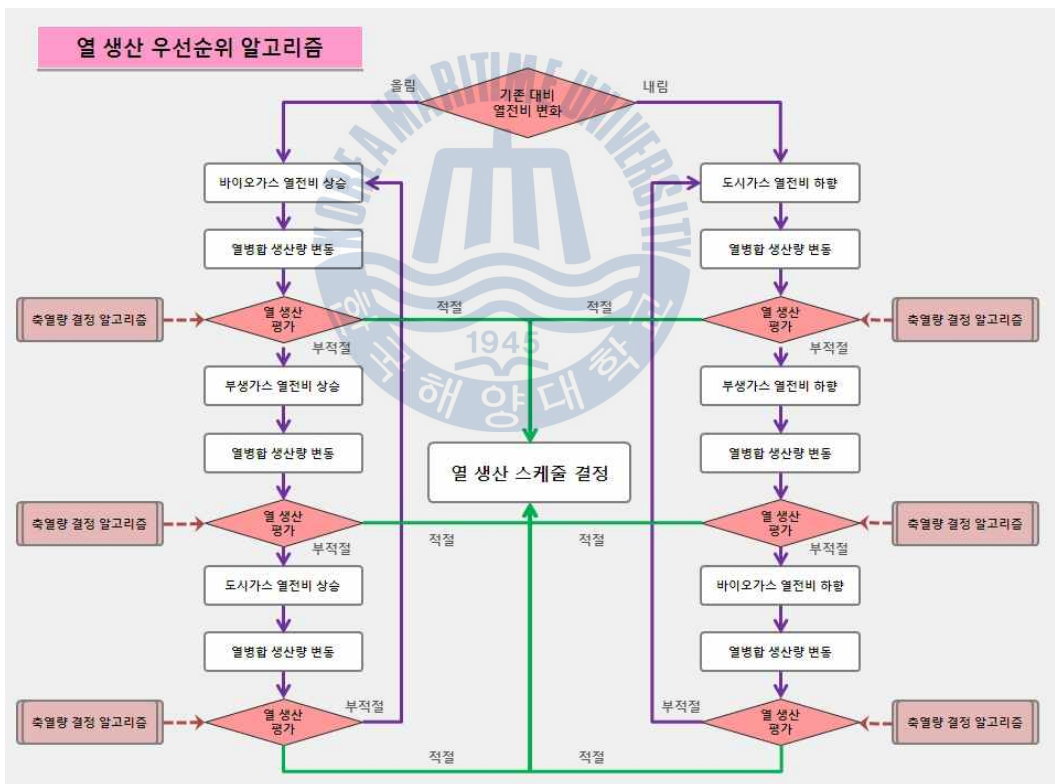 열 생산 우선순위 알고리즘
올림
기존 대비
열전비 변화
내림
KOREA MARITIME UNIVERSITY
1945
한국해양대학교
바이오가스 열전비 상승
도시가스 열전비 하향
열병합 생산량 변동
열병합 생산량 변동
축열량 결정 알고리즘
열 생산
평가
적절
적절
열 생산
평가
축열량 결정 알고리즘
부적절
부적절
부생가스 열전비 상승
부생가스 열전비 하향
열병합 생산량 변동
열 생산 스케줄 결정
열병합 생산량 변동
축열량 결정 알고리즘
열 생산
평가
적절
적절
열 생산
평가
축열량 결정 알고리즘
부적절
부적절
도시가스 열전비 상승
바이오가스 열전비 하향
열병합 생산량 변동
열병합 생산량 변동
축열량 결정 알고리즘
열 생산
평가
부적절
부적절
열 생산
평가
축열량 결정 알고리즘
적절
적절